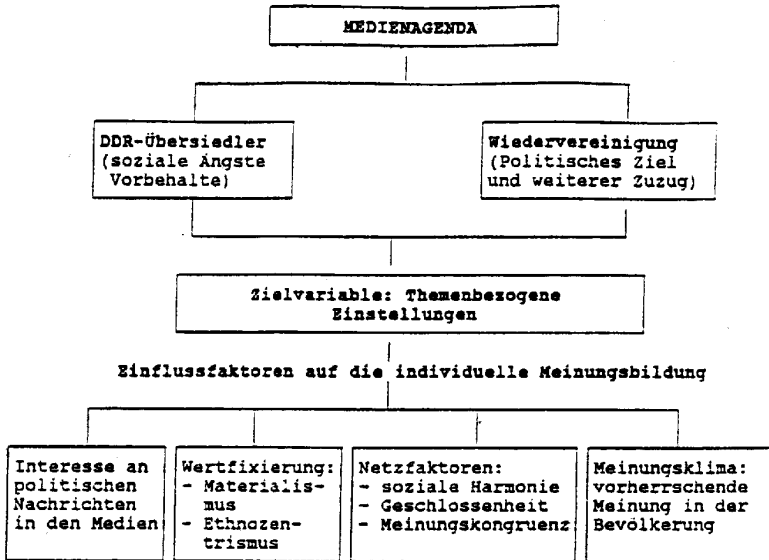 MEDIENAGENDA
DDR-Übersiedler
(soziale Ängste
Vorbehalte)
Wiedervereinigung
(Politisches Ziel
und weiterer Zuzug)
Zielvariable: Themenbezogene
Einstellungen
Einflussfaktoren auf die individuelle Meinungsbildung
Interesse an
politischen
Nachrichten
in den Medien
Wertfixierung:
- Materialis-
mus
- Ethnozen-
trismus
Netzfaktoren:
- soziale Harmonie
- Geschlossenheit
- Meinungskongruenz
Meinungsklima:
vorherrschende
Meinung in der
Bevölkerung